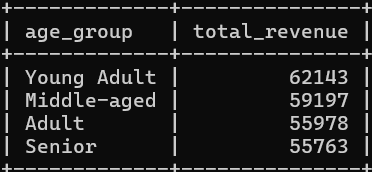 +-------------+---------------+
| age_group   | total_revenue |
+-------------+---------------+
| Young Adult |         62143 |
| Middle-aged |         59197 |
| Adult       |         55978 |
| Senior      |         55763 |
+-------------+---------------+